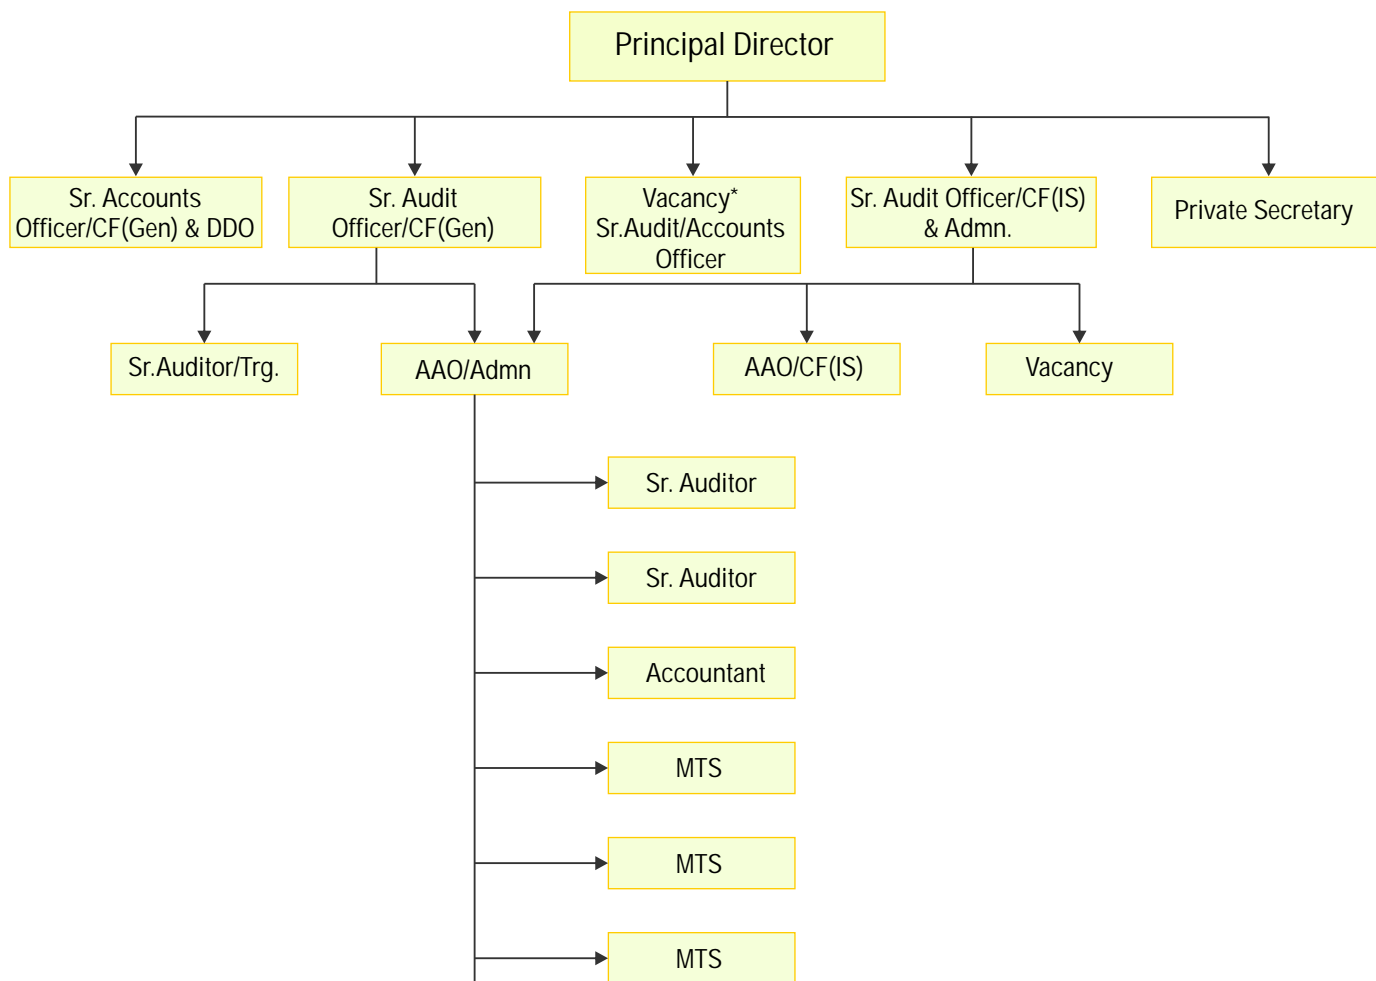 Principal Director
Sr. Accounts
Officer/CF(Gen) & DDO
Sr. Audit
Officer/CF(Gen)
Vacancy*
Sr.Audit/Accounts
Officer
Sr. Audit Officer/CF(IS)
& Admn.
Private Secretary
Sr.Auditor/Trg.
AAO/Admn
AAO/CF(IS)
Vacancy
Sr. Auditor
Sr. Auditor
Accountant
MTS
MTS
MTS